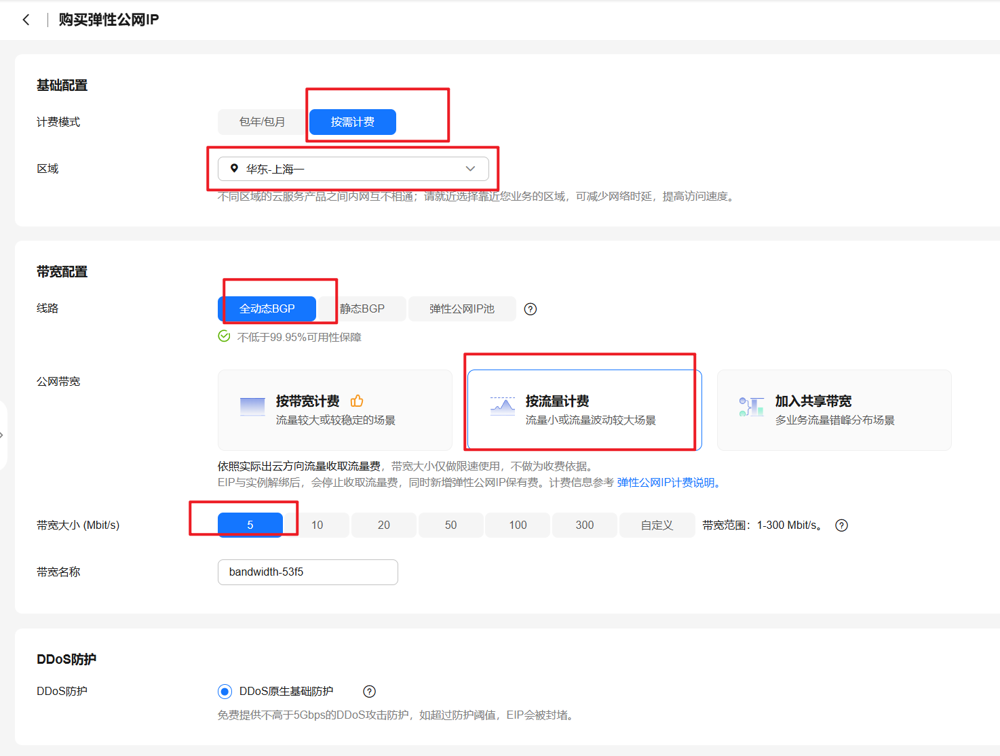 购买弹性公网IP
基础配置
计费模式
包年/包月
按需计费
区域
华东-上海一
不同区域的云服务产品之间内网互不相通；请就近选择靠近您业务的区域，可减少网络时延，提高访问速度。
带宽配置
线路
全动态BGP
静态BGP
弹性公网IP池
不低于99.95%可用性保障
公网带宽
按带宽计费
流量较大或较稳定的场景
按流量计费
流量小或流量波动较大场景
加入共享带宽
多业务流量错峰分布场景
依照实际出云方向流量收取流量费，带宽大小仅做限速使用，不做为收费依据。
EIP与实例解绑后，会停止收取流量费，同时新增弹性公网IP保有费。计费信息参考 弹性公网IP计费说明。
带宽大小 (Mbit/s)
5
10
20
50
100
300
自定义
带宽范围：1-300 Mbit/s。
带宽名称
bandwidth-53f5
DDoS防护
DDoS防护
DDoS原生基础防护
免费提供不高于5Gbps的DDoS攻击防护，如超过防护阈值，EIP会被封堵。